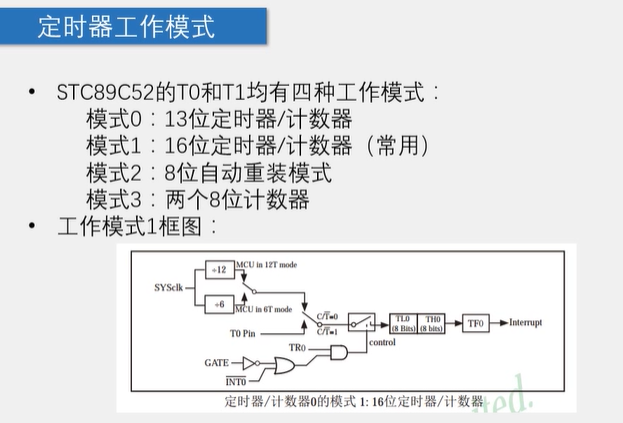 定时器工作模式
• STC89C52的T0和T1均有四种工作模式：
模式0：13位定时器/计数器
模式1：16位定时器/计数器（常用）
模式2：8位自动重装模式
模式3：两个8位计数器
• 工作模式1框图：
÷12
MCU in 12T mode
SYSclk
÷6
MCU in 6T mode
C/T̅=0
C/T̅=1
T0 Pin
TL0 (8 Bits)
TH0 (8 bits)
TF0
Interrupt
control
TR0
GATE
I̅N̅T̅0̅
定时器/计数器0的模式 1: 16位定时器/计数器